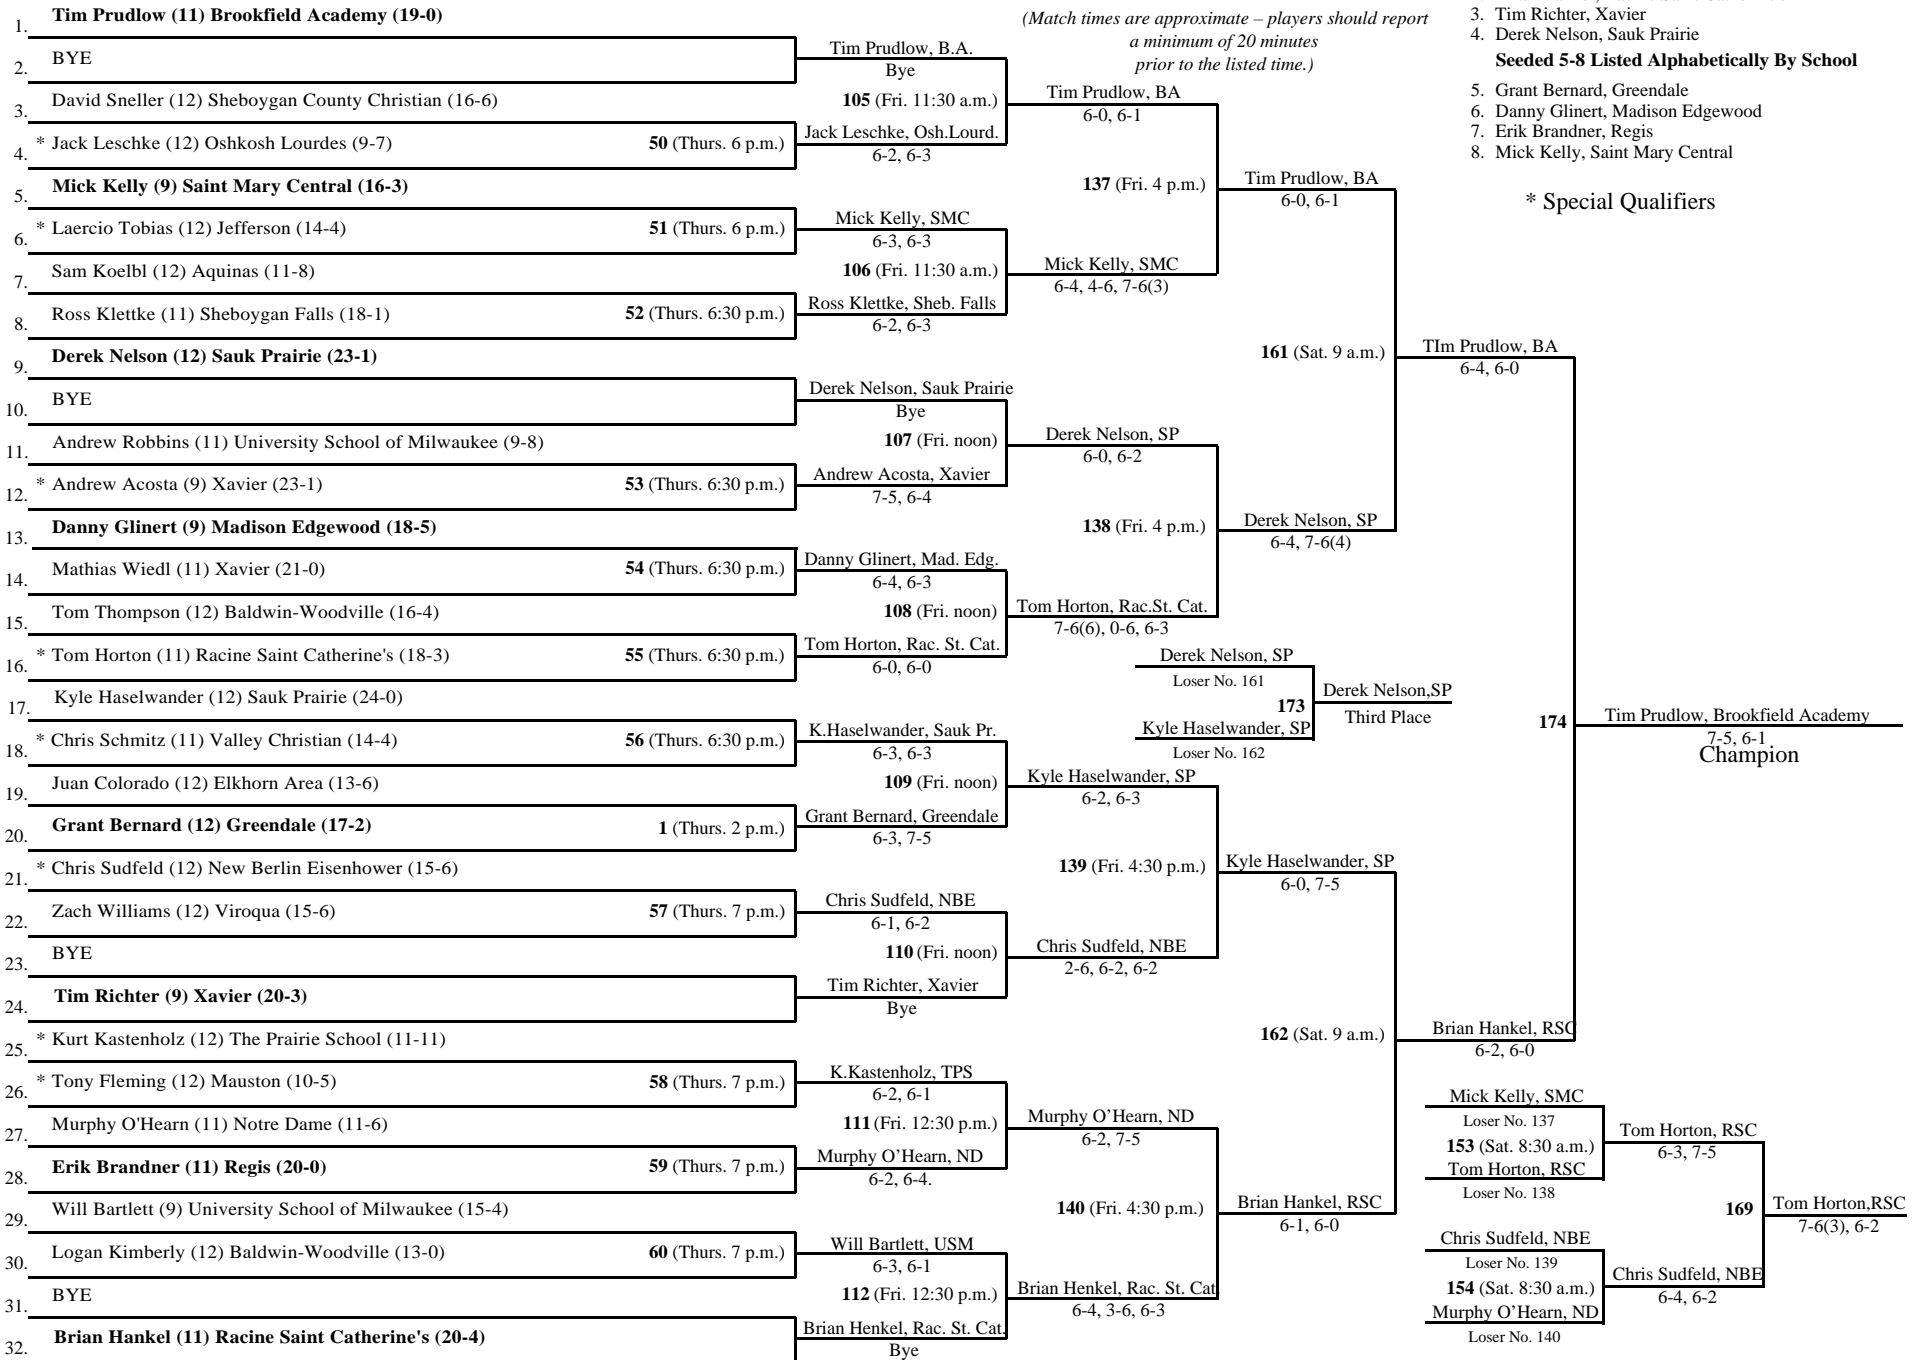 1. Tim Prudlow (11) Brookfield Academy (19-0)
2. BYE
3. David Sneller (12) Sheboygan County Christian (16-6)
4. * Jack Leschke (12) Oshkosh Lourdes (9-7) 50 (Thurs. 6 p.m.)
5. Mick Kelly (9) Saint Mary Central (16-3)
6. * Laercio Tobias (12) Jefferson (14-4) 51 (Thurs. 6 p.m.)
7. Sam Koelbl (12) Aquinas (11-8)
8. Ross Klettke (11) Sheboygan Falls (18-1) 52 (Thurs. 6:30 p.m.)
9. Derek Nelson (12) Sauk Prairie (23-1)
10. BYE
11. Andrew Robbins (11) University School of Milwaukee (9-8)
12. * Andrew Acosta (9) Xavier (23-1) 53 (Thurs. 6:30 p.m.)
13. Danny Glinert (9) Madison Edgewood (18-5)
14. Mathias Wiedl (11) Xavier (21-0) 54 (Thurs. 6:30 p.m.)
15. Tom Thompson (12) Baldwin-Woodville (16-4)
16. * Tom Horton (11) Racine Saint Catherine's (18-3) 55 (Thurs. 6:30 p.m.)
17. Kyle Haselwander (12) Sauk Prairie (24-0)
18. * Chris Schmitz (11) Valley Christian (14-4) 56 (Thurs. 6:30 p.m.)
19. Juan Colorado (12) Elkhorn Area (13-6)
20. Grant Bernard (12) Greendale (17-2) 1 (Thurs. 2 p.m.)
21. * Chris Sudfeld (12) New Berlin Eisenhower (15-6)
22. Zach Williams (12) Viroqua (15-6) 57 (Thurs. 7 p.m.)
23. BYE
24. Tim Richter (9) Xavier (20-3)
25. * Kurt Kastenholz (12) The Prairie School (11-11)
26. * Tony Fleming (12) Mauston (10-5) 58 (Thurs. 7 p.m.)
27. Murphy O'Hearn (11) Notre Dame (11-6)
28. Erik Brandner (11) Regis (20-0) 59 (Thurs. 7 p.m.)
29. Will Bartlett (9) University School of Milwaukee (15-4)
30. Logan Kimberly (12) Baldwin-Woodville (13-0) 60 (Thurs. 7 p.m.)
31. BYE
32. Brian Hankel (11) Racine Saint Catherine's (20-4)
Tim Prudlow, B.A.
Bye
105 (Fri. 11:30 a.m.)
Jack Leschke, Osh.Lourd.
6-2, 6-3
Mick Kelly, SMC
6-3, 6-3
106 (Fri. 11:30 a.m.)
Ross Klettke, Sheb. Falls
6-2, 6-3
Derek Nelson, Sauk Prairie
Bye
107 (Fri. noon)
Andrew Acosta, Xavier
7-5, 6-4
Danny Glinert, Mad. Edg.
6-4, 6-3
108 (Fri. noon)
Tom Horton, Rac. St. Cat.
6-0, 6-0
K.Haselwander, Sauk Pr.
6-3, 6-3
109 (Fri. noon)
Grant Bernard, Greendale
6-3, 7-5
Chris Sudfeld, NBE
6-1, 6-2
110 (Fri. noon)
Tim Richter, Xavier
Bye
K.Kastenholz, TPS
6-2, 6-1
111 (Fri. 12:30 p.m.)
Murphy O’Hearn, ND
6-2, 6-4.
Will Bartlett, USM
6-3, 6-1
112 (Fri. 12:30 p.m.)
Brian Henkel, Rac. St. Cat.
Bye
(Match times are approximate – players should report
a minimum of 20 minutes
prior to the listed time.)
Tim Prudlow, BA
6-0, 6-1
137 (Fri. 4 p.m.)
Mick Kelly, SMC
6-4, 4-6, 7-6(3)
Derek Nelson, SP
6-0, 6-2
138 (Fri. 4 p.m.)
Tom Horton, Rac.St. Cat.
7-6(6), 0-6, 6-3
Kyle Haselwander, SP
6-2, 6-3
139 (Fri. 4:30 p.m.)
Chris Sudfeld, NBE
2-6, 6-2, 6-2
Murphy O’Hearn, ND
6-2, 7-5
140 (Fri. 4:30 p.m.)
Brian Henkel, Rac. St. Cat
6-4, 3-6, 6-3
Tim Prudlow, BA
6-0, 6-1
161 (Sat. 9 a.m.)
Derek Nelson, SP
6-4, 7-6(4)
Kyle Haselwander, SP
6-0, 7-5
162 (Sat. 9 a.m.)
Brian Hankel, RSC
6-1, 6-0
TIm Prudlow, BA
6-4, 6-0
174
Brian Hankel, RSC
6-2, 6-0
Tim Prudlow, Brookfield Academy
7-5, 6-1
Champion
Derek Nelson, SP
Loser No. 161
173
Kyle Haselwander, SP
Loser No. 162
Derek Nelson,SP
Third Place
Mick Kelly, SMC
Loser No. 137
153 (Sat. 8:30 a.m.)
Tom Horton, RSC
Loser No. 138
Tom Horton, RSC
6-3, 7-5
169
Chris Sudfeld, NBE
Loser No. 139
154 (Sat. 8:30 a.m.)
Murphy O’Hearn, ND
Loser No. 140
Chris Sudfeld, NBE
6-4, 6-2
Tom Horton,RSC
7-6(3), 6-2
3. Tim Richter, Xavier
4. Derek Nelson, Sauk Prairie
Seeded 5-8 Listed Alphabetically By School
5. Grant Bernard, Greendale
6. Danny Glinert, Madison Edgewood
7. Erik Brandner, Regis
8. Mick Kelly, Saint Mary Central
* Special Qualifiers